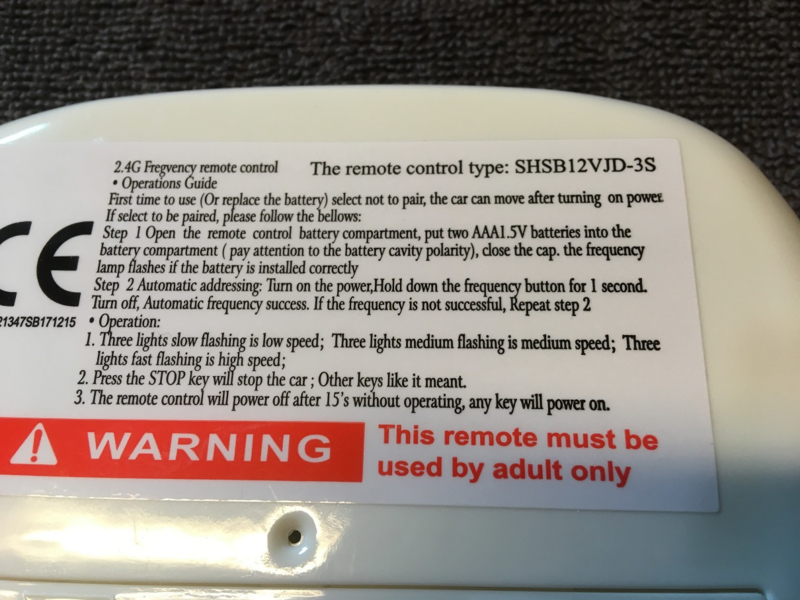 2.4G Fregvency remote control The remote control type: SHSB12VJD-3S
• Operations Guide
First time to use (Or replace the battery) select not to pair, the car can move after turning on power.
If select to be paired, please follow the bellows:
Step 1 Open the remote control battery compartment, put two AAA1.5V batteries into the
battery compartment ( pay attention to the battery cavity polarity), close the cap. the frequency
lamp flashes if the battery is installed correctly
Step 2 Automatic addressing: Turn on the power,Hold down the frequency button for 1 second.
Turn off, Automatic frequency success. If the frequency is not successful, Repeat step 2
• Operation:
1. Three lights slow flashing is low speed; Three lights medium flashing is medium speed; Three
lights fast flashing is high speed;
2. Press the STOP key will stop the car ; Other keys like it meant.
3. The remote control will power off after 15's without operating, any key will power on.
CE
21347SB171215
WARNING
This remote must be
used by adult only